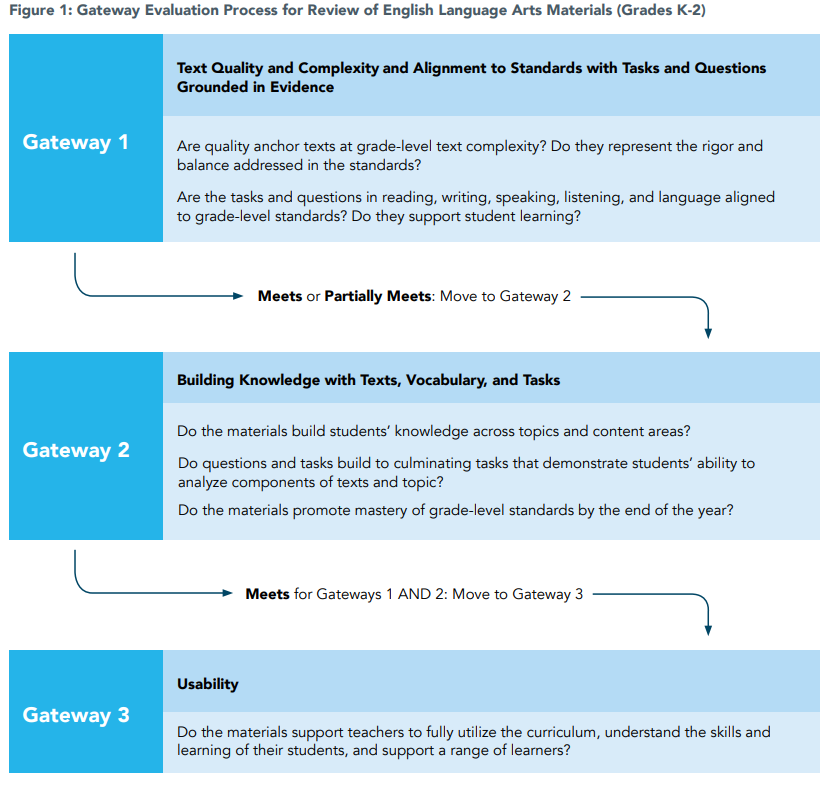 Figure 1: Gateway Evaluation Process for Review of English Language Arts Materials (Grades K-2)
Gateway 1
Text Quality and Complexity and Alignment to Standards with Tasks and Questions
Grounded in Evidence
Are quality anchor texts at grade-level text complexity? Do they represent the rigor and
balance addressed in the standards?
Are the tasks and questions in reading, writing, speaking, listening, and language aligned
to grade-level standards? Do they support student learning?
Meets or Partially Meets: Move to Gateway 2
Gateway 2
Building Knowledge with Texts, Vocabulary, and Tasks
Do the materials build students’ knowledge across topics and content areas?
Do questions and tasks build to culminating tasks that demonstrate students’ ability to
analyze components of texts and topic?
Do the materials promote mastery of grade-level standards by the end of the year?
Meets for Gateways 1 AND 2: Move to Gateway 3
Gateway 3
Usability
Do the materials support teachers to fully utilize the curriculum, understand the skills and
learning of their students, and support a range of learners?